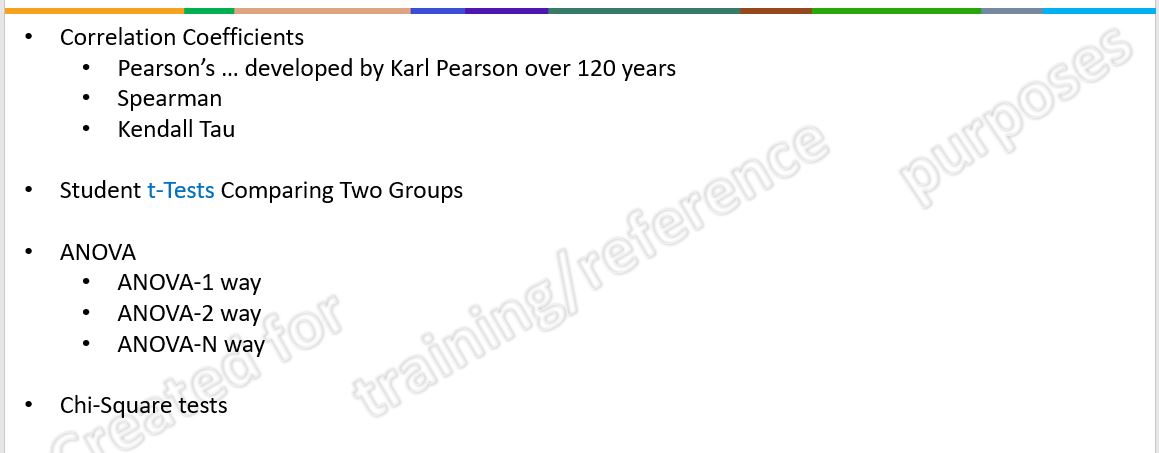 • Correlation Coefficients
• Pearson’s … developed by Karl Pearson over 120 years
• Spearman
• Kendall Tau
• Student t-Tests Comparing Two Groups
• ANOVA
• ANOVA-1 way
• ANOVA-2 way
• ANOVA-N way
• Chi-Square tests
Created for training/reference purposes